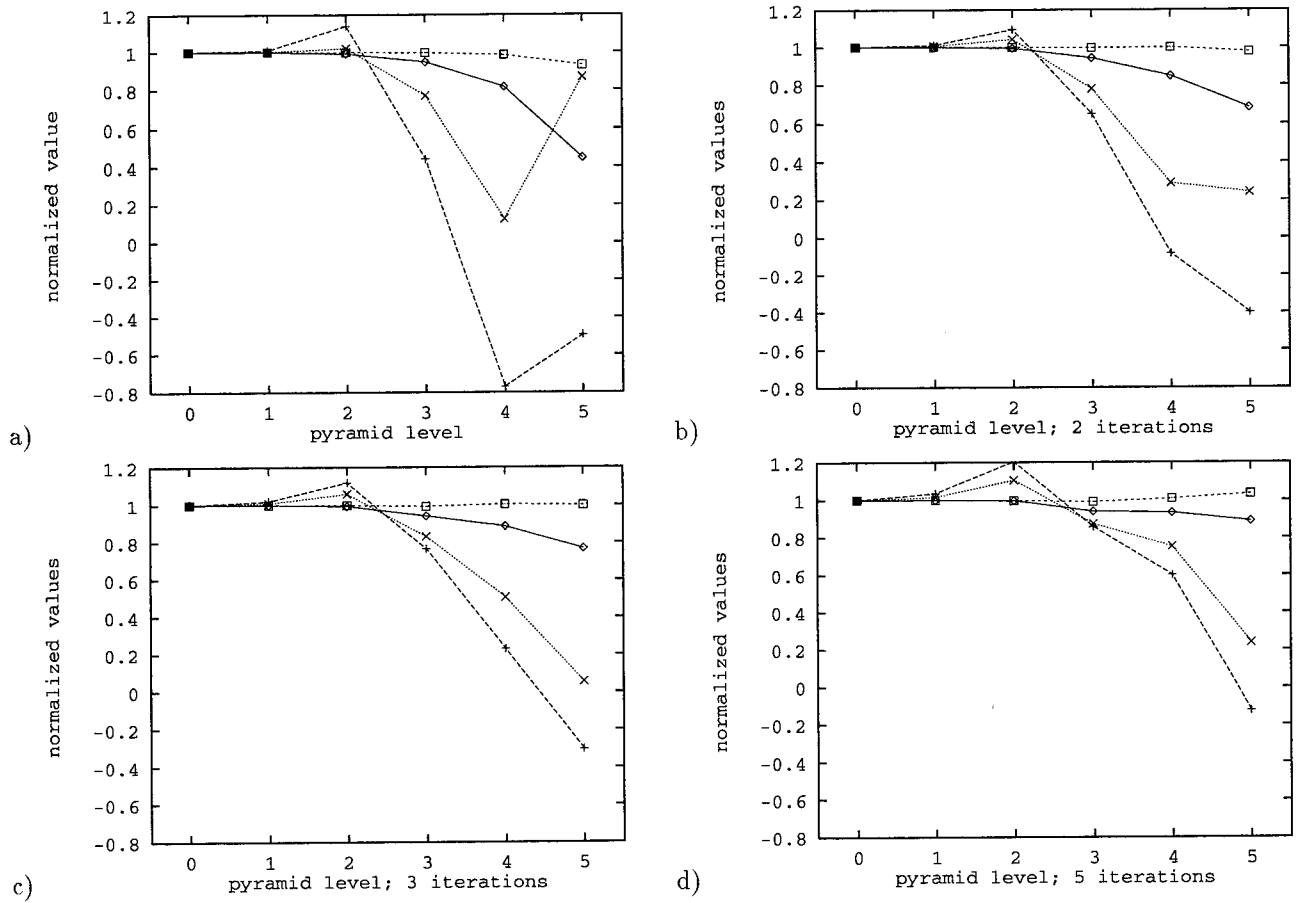 1.2
1
0.8
0.6
0.4
0.2
0
-0.2
-0.4
-0.6
-0.8
normalized value
0 1 2 3 4 5
pyramid level
a)
1.2
1
0.8
0.6
0.4
0.2
0
-0.2
-0.4
-0.6
-0.8
normalized values
0 1 2 3 4 5
pyramid level; 2 iterations
b)
1.2
1
0.8
0.6
0.4
0.2
0
-0.2
-0.4
-0.6
-0.8
normalized values
0 1 2 3 4 5
pyramid level; 3 iterations
c)
1.2
1
0.8
0.6
0.4
0.2
0
-0.2
-0.4
-0.6
-0.8
normalized values
0 1 2 3 4 5
pyramid level; 5 iterations
d)